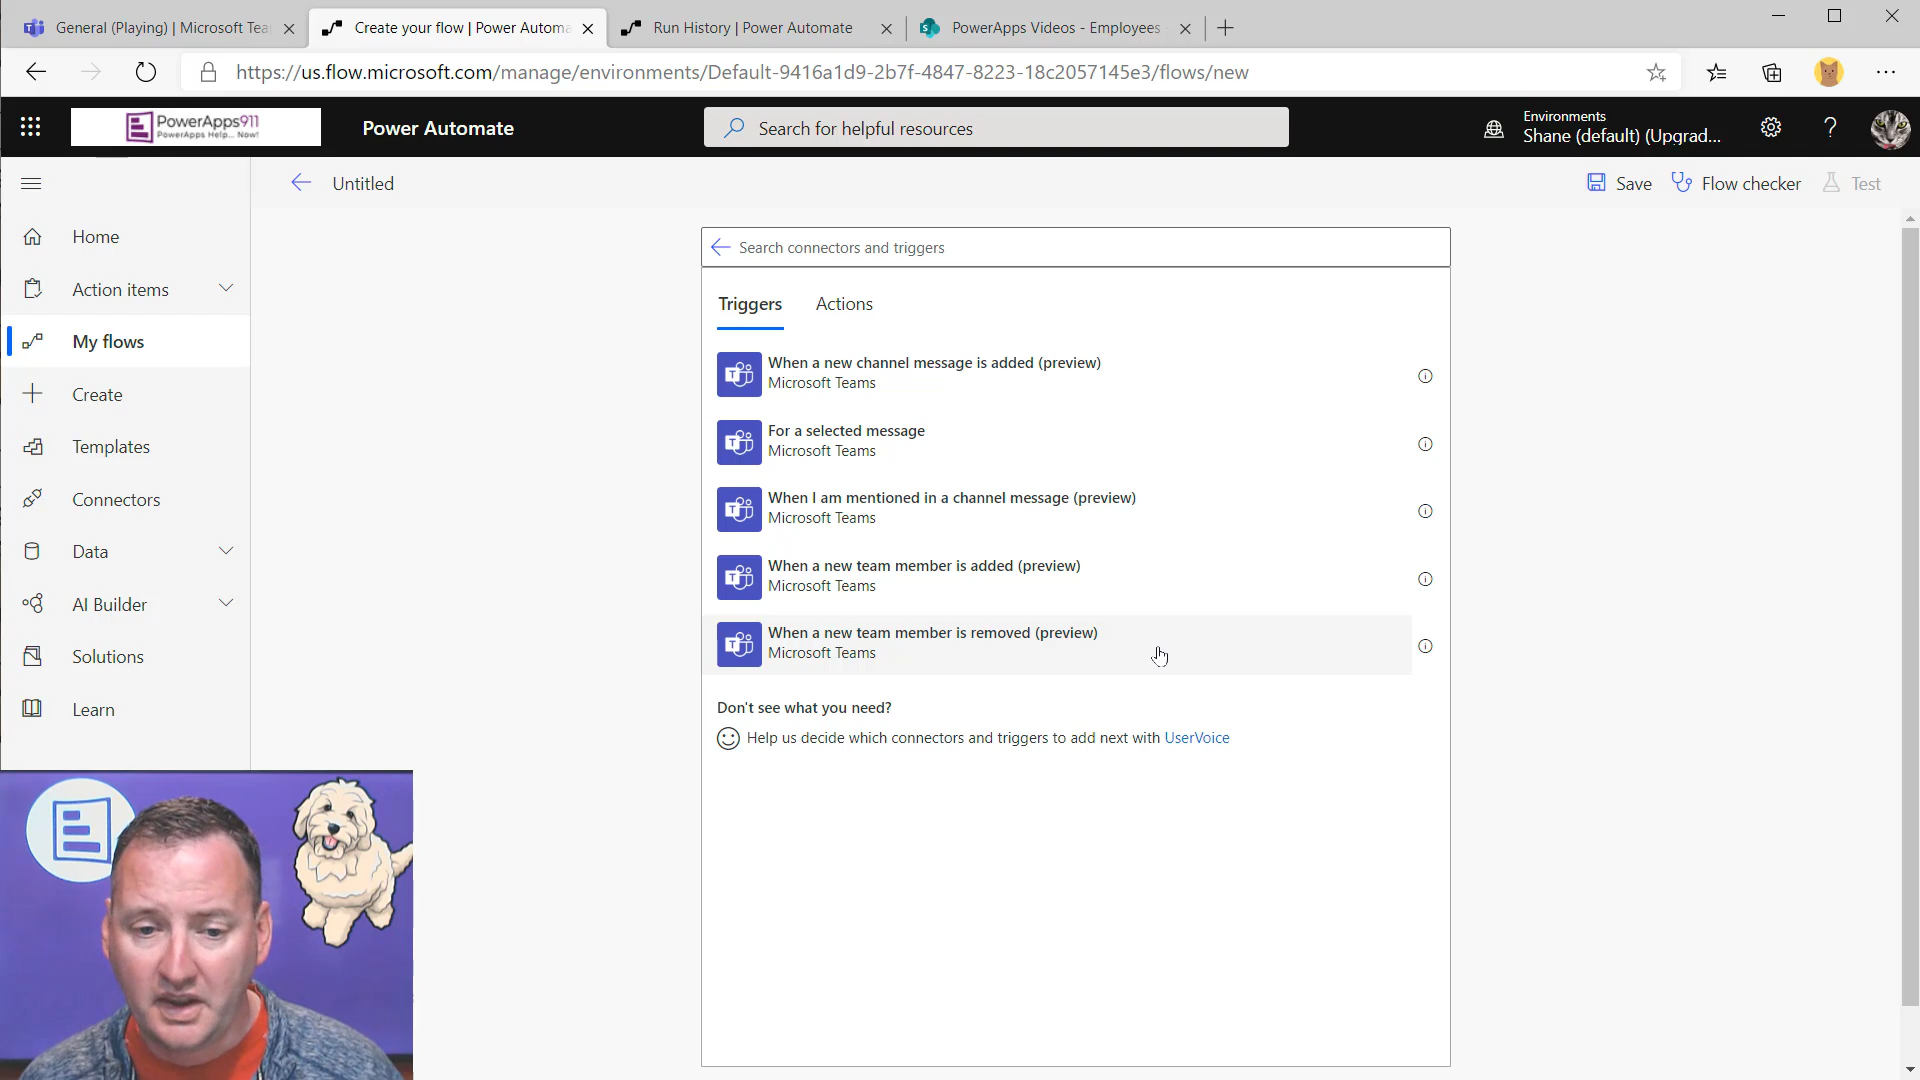 General (Playing) | Microsoft Tea
Create your flow | Power Automa
Run History | Power Automate
PowerApps Videos - Employees
https://us.flow.microsoft.com/manage/environments/Default-9416a1d9-2b7f-4847-8223-18c2057145e3/flows/new
PowerApps911
PowerApps Help... Now!
Power Automate
Search for helpful resources
Environments
Shane (default) (Upgrad...
Untitled
Save
Flow checker
Test
Home
Action items
My flows
Create
Templates
Connectors
Data
AI Builder
Solutions
Learn
Search connectors and triggers
Triggers
Actions
When a new channel message is added (preview)
Microsoft Teams
For a selected message
Microsoft Teams
When I am mentioned in a channel message (preview)
Microsoft Teams
When a new team member is added (preview)
Microsoft Teams
When a new team member is removed (preview)
Microsoft Teams
Don't see what you need?
Help us decide which connectors and triggers to add next with UserVoice